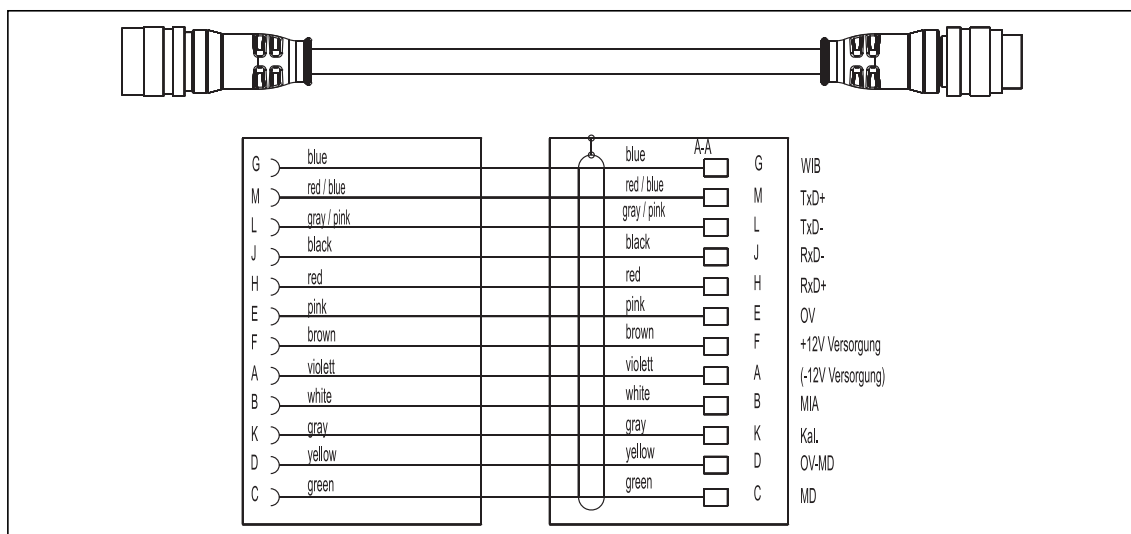 A-A
G blue blue G WIB
M red / blue red / blue M TxD+
L gray / pink gray / pink L TxD-
J black black J RxD-
H red red H RxD+
E pink pink E OV
F brown brown F +12V Versorgung
A violett violett A (-12V Versorgung)
B white white B MIA
K gray gray K Kal.
D yellow yellow D OV-MD
C green green C MD